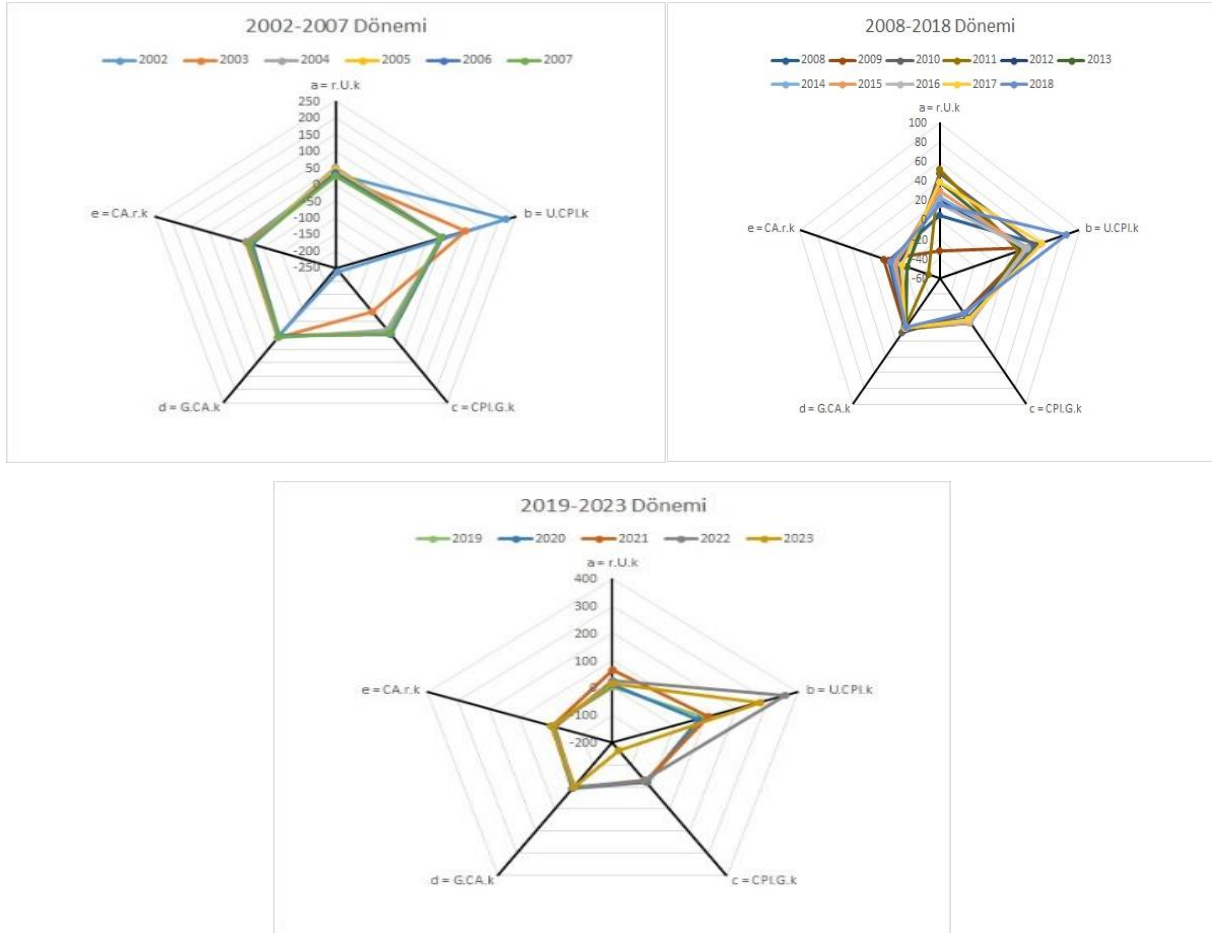 2002-2007 Dönemi
2002 2003 2004 2005 2006 2007
a= r.U.k
250
200
150
100
50
0
-50
-100
-150
-200
-250
b = U.CPI.k
c = CPI.G.k
d = G.CA.k
e = CA.r.k
2008-2018 Dönemi
2008 2009 2010 2011 2012 2013
2014 2015 2016 2017 2018
a= r.U.k
100
80
60
40
20
0
-20
-40
-60
b = U.CPI.k
c = CPI.G.k
d = G.CA.k
e = CA.r.k
2019-2023 Dönemi
2019 2020 2021 2022 2023
a= r.U.k
400
300
200
100
0
100
-200
b = U.CPI.k
c = CPI.G.k
d = G.CA.k
e = CA.r.k